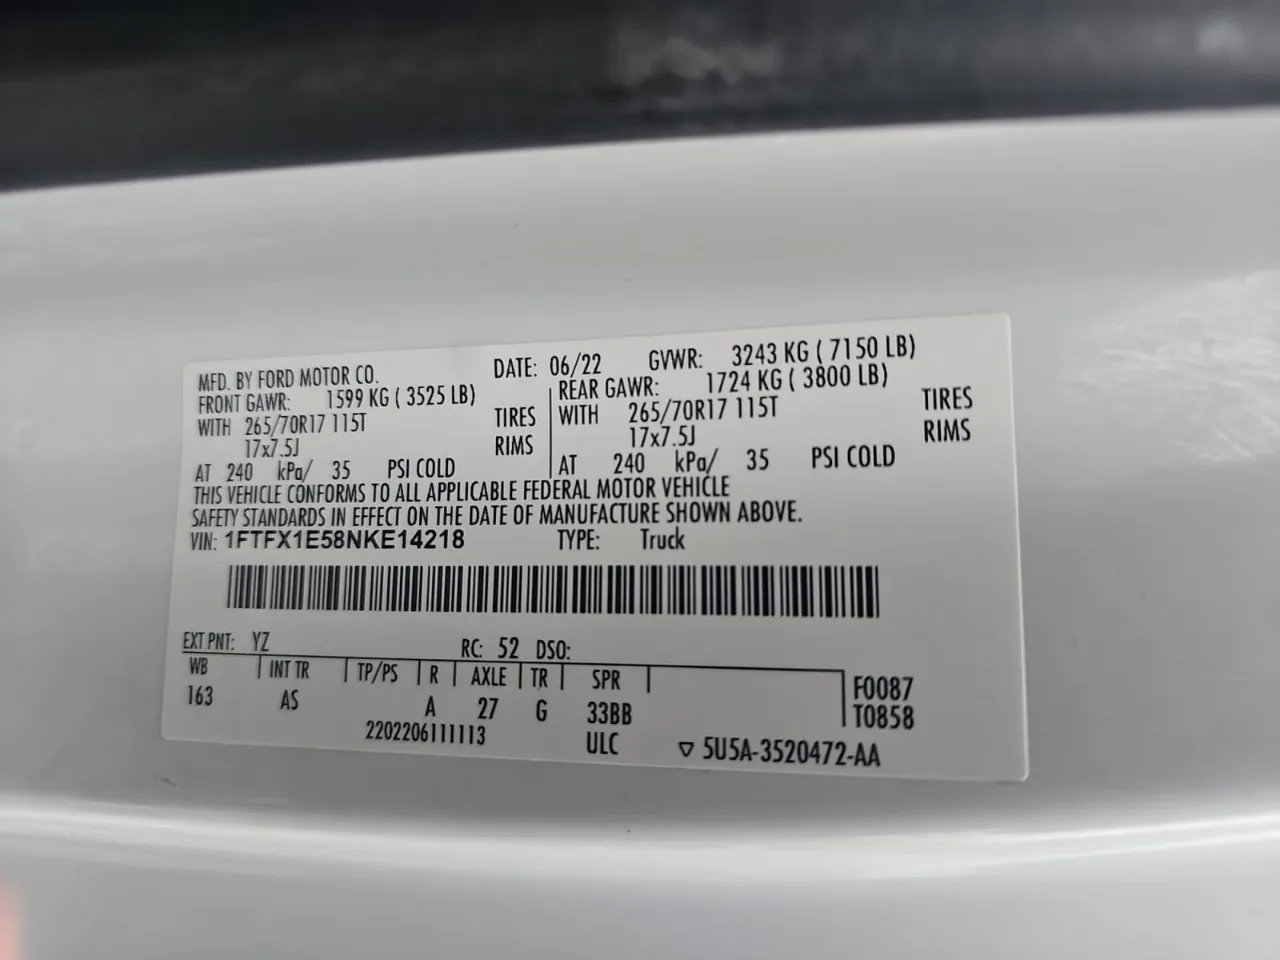 MFD. BY FORD MOTOR CO. DATE: 06/22 GVWR: 3243 KG ( 7150 LB)
FRONT GAWR: 1599 KG ( 3525 LB) REAR GAWR: 1724 KG ( 3800 LB)
WITH 265/70R17 115T TIRES WITH 265/70R17 115T TIRES
17x7.5J RIMS 17x7.5J RIMS
AT 240 kPa/ 35 PSI COLD AT 240 kPa/ 35 PSI COLD
THIS VEHICLE CONFORMS TO ALL APPLICABLE FEDERAL MOTOR VEHICLE
SAFETY STANDARDS IN EFFECT ON THE DATE OF MANUFACTURE SHOWN ABOVE.
VIN: 1FTFX1E58NKE14218 TYPE: Truck
EXT PNT: YZ RC: 52 DSO:
WB INT TR TP/PS R AXLE TR SPR F0087
163 AS A 27 G 33BB T0858
2202206111113 ULC ▽ 5U5A-3520472-AA